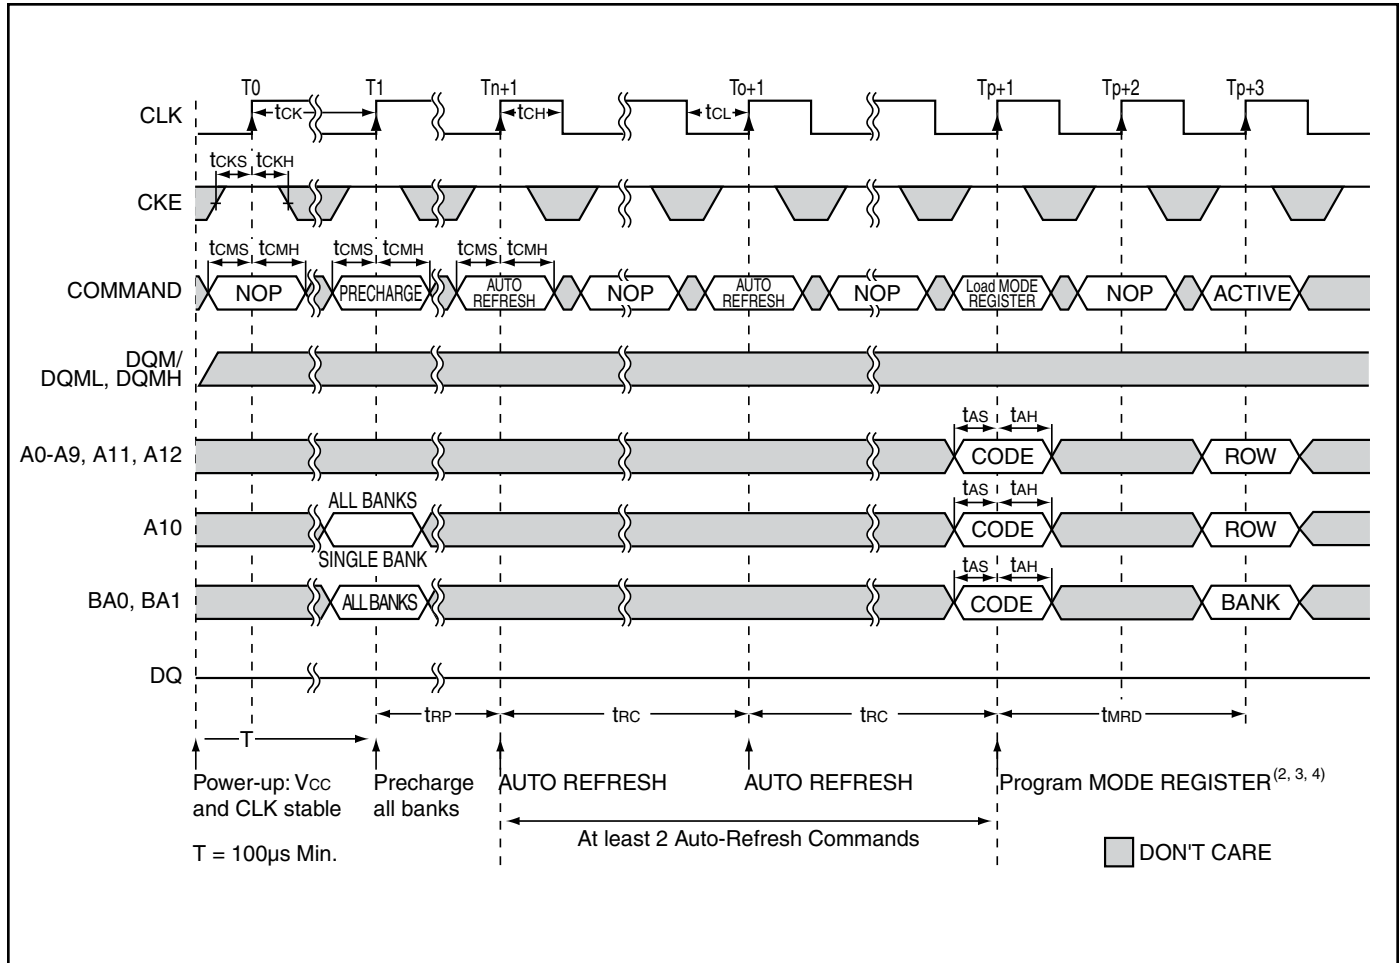 T0 T1 Tn+1 To+1 Tp+1 Tp+2 Tp+3
CLK tCK tCH tCL
tCKS tCKH
CKE
tCMS tCMH tCMS tCMH tCMS tCMH
COMMAND NOP PRECHARGE AUTO REFRESH NOP AUTO REFRESH NOP Load MODE REGISTER NOP ACTIVE
DQM/
DQML, DQMH
tAS tAH
A0-A9, A11, A12 CODE ROW
ALL BANKS tAS tAH
A10 CODE ROW
SINGLE BANK tAS tAH
BA0, BA1 ALL BANKS CODE BANK
DQ
tRP tRC tRC tMRD
T
Power-up: VCC Precharge AUTO REFRESH AUTO REFRESH Program MODE REGISTER(2, 3, 4)
and CLK stable all banks
At least 2 Auto-Refresh Commands
T = 100µs Min. DON'T CARE